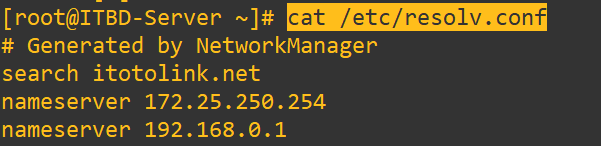 [root@ITBD-Server ~]# cat /etc/resolv.conf
# Generated by NetworkManager
search itotolink.net
nameserver 172.25.250.254
nameserver 192.168.0.1